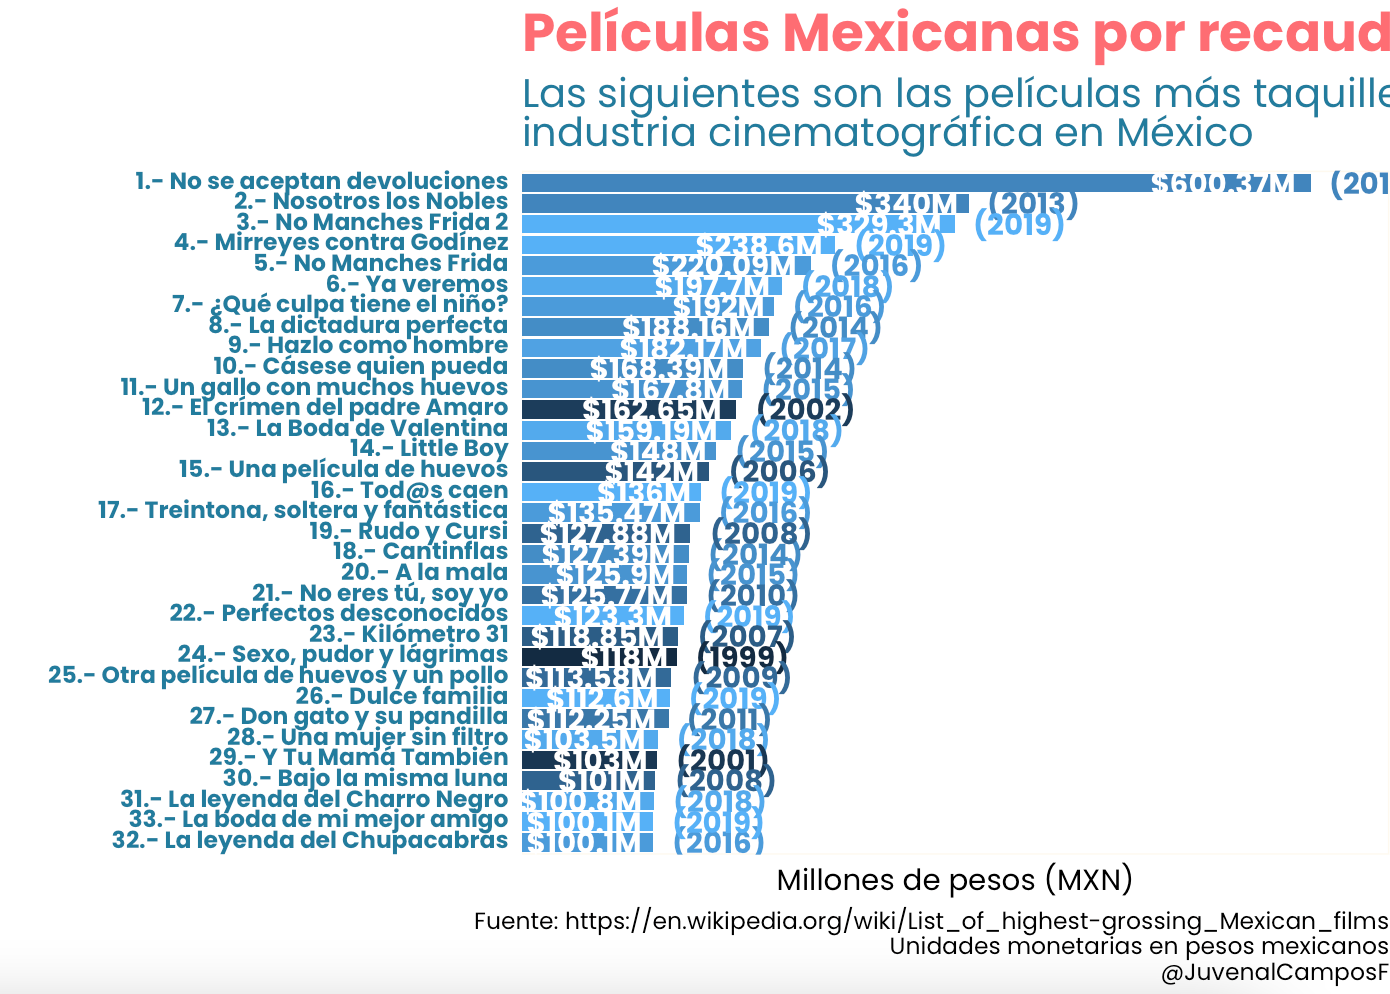 Películas Mexicanas por recaud
Las siguientes son las películas más taquille
industria cinematográfica en México
1.- No se aceptan devoluciones $600.37M (201
2.- Nosotros los Nobles $340M (2013)
3.- No Manches Frida 2 $329.3M (2019)
4.- Mirreyes contra Godínez $238.6M (2019)
5.- No Manches Frida $220.09M (2016)
6.- Ya veremos $197.7M (2018)
7.- ¿Qué culpa tiene el niño? $192M (2016)
8.- La dictadura perfecta $188.16M (2014)
9.- Hazlo como hombre $182.17M (2017)
10.- Cásese quien pueda $168.39M (2014)
11.- Un gallo con muchos huevos $167.8M (2015)
12.- El crímen del padre Amaro $162.65M (2002)
13.- La Boda de Valentina $159.19M (2018)
14.- Little Boy $148M (2015)
15.- Una película de huevos $142M (2006)
16.- Tod@s caen $136M (2019)
17.- Treintona, soltera y fantástica $135.47M (2016)
19.- Rudo y Cursi $127.88M (2008)
18.- Cantinflas $127.39M (2014)
20.- A la mala $125.9M (2015)
21.- No eres tú, soy yo $125.77M (2010)
22.- Perfectos desconocidos $123.3M (2019)
23.- Kilómetro 31 $118.85M (2007)
24.- Sexo, pudor y lágrimas $118M (1999)
25.- Otra película de huevos y un pollo $113.58M (2009)
26.- Dulce familia $112.6M (2019)
27.- Don gato y su pandilla $112.25M (2011)
28.- Una mujer sin filtro $103.5M (2018)
29.- Y Tu Mamá También $103M (2001)
30.- Bajo la misma luna $101M (2008)
31.- La leyenda del Charro Negro $100.8M (2018)
33.- La boda de mi mejor amigo $100.1M (2019)
32.- La leyenda del Chupacabras $100.1M (2016)
Millones de pesos (MXN)
Fuente: https://en.wikipedia.org/wiki/List_of_highest-grossing_Mexican_films
Unidades monetarias en pesos mexicanos
@JuvenalCamposF